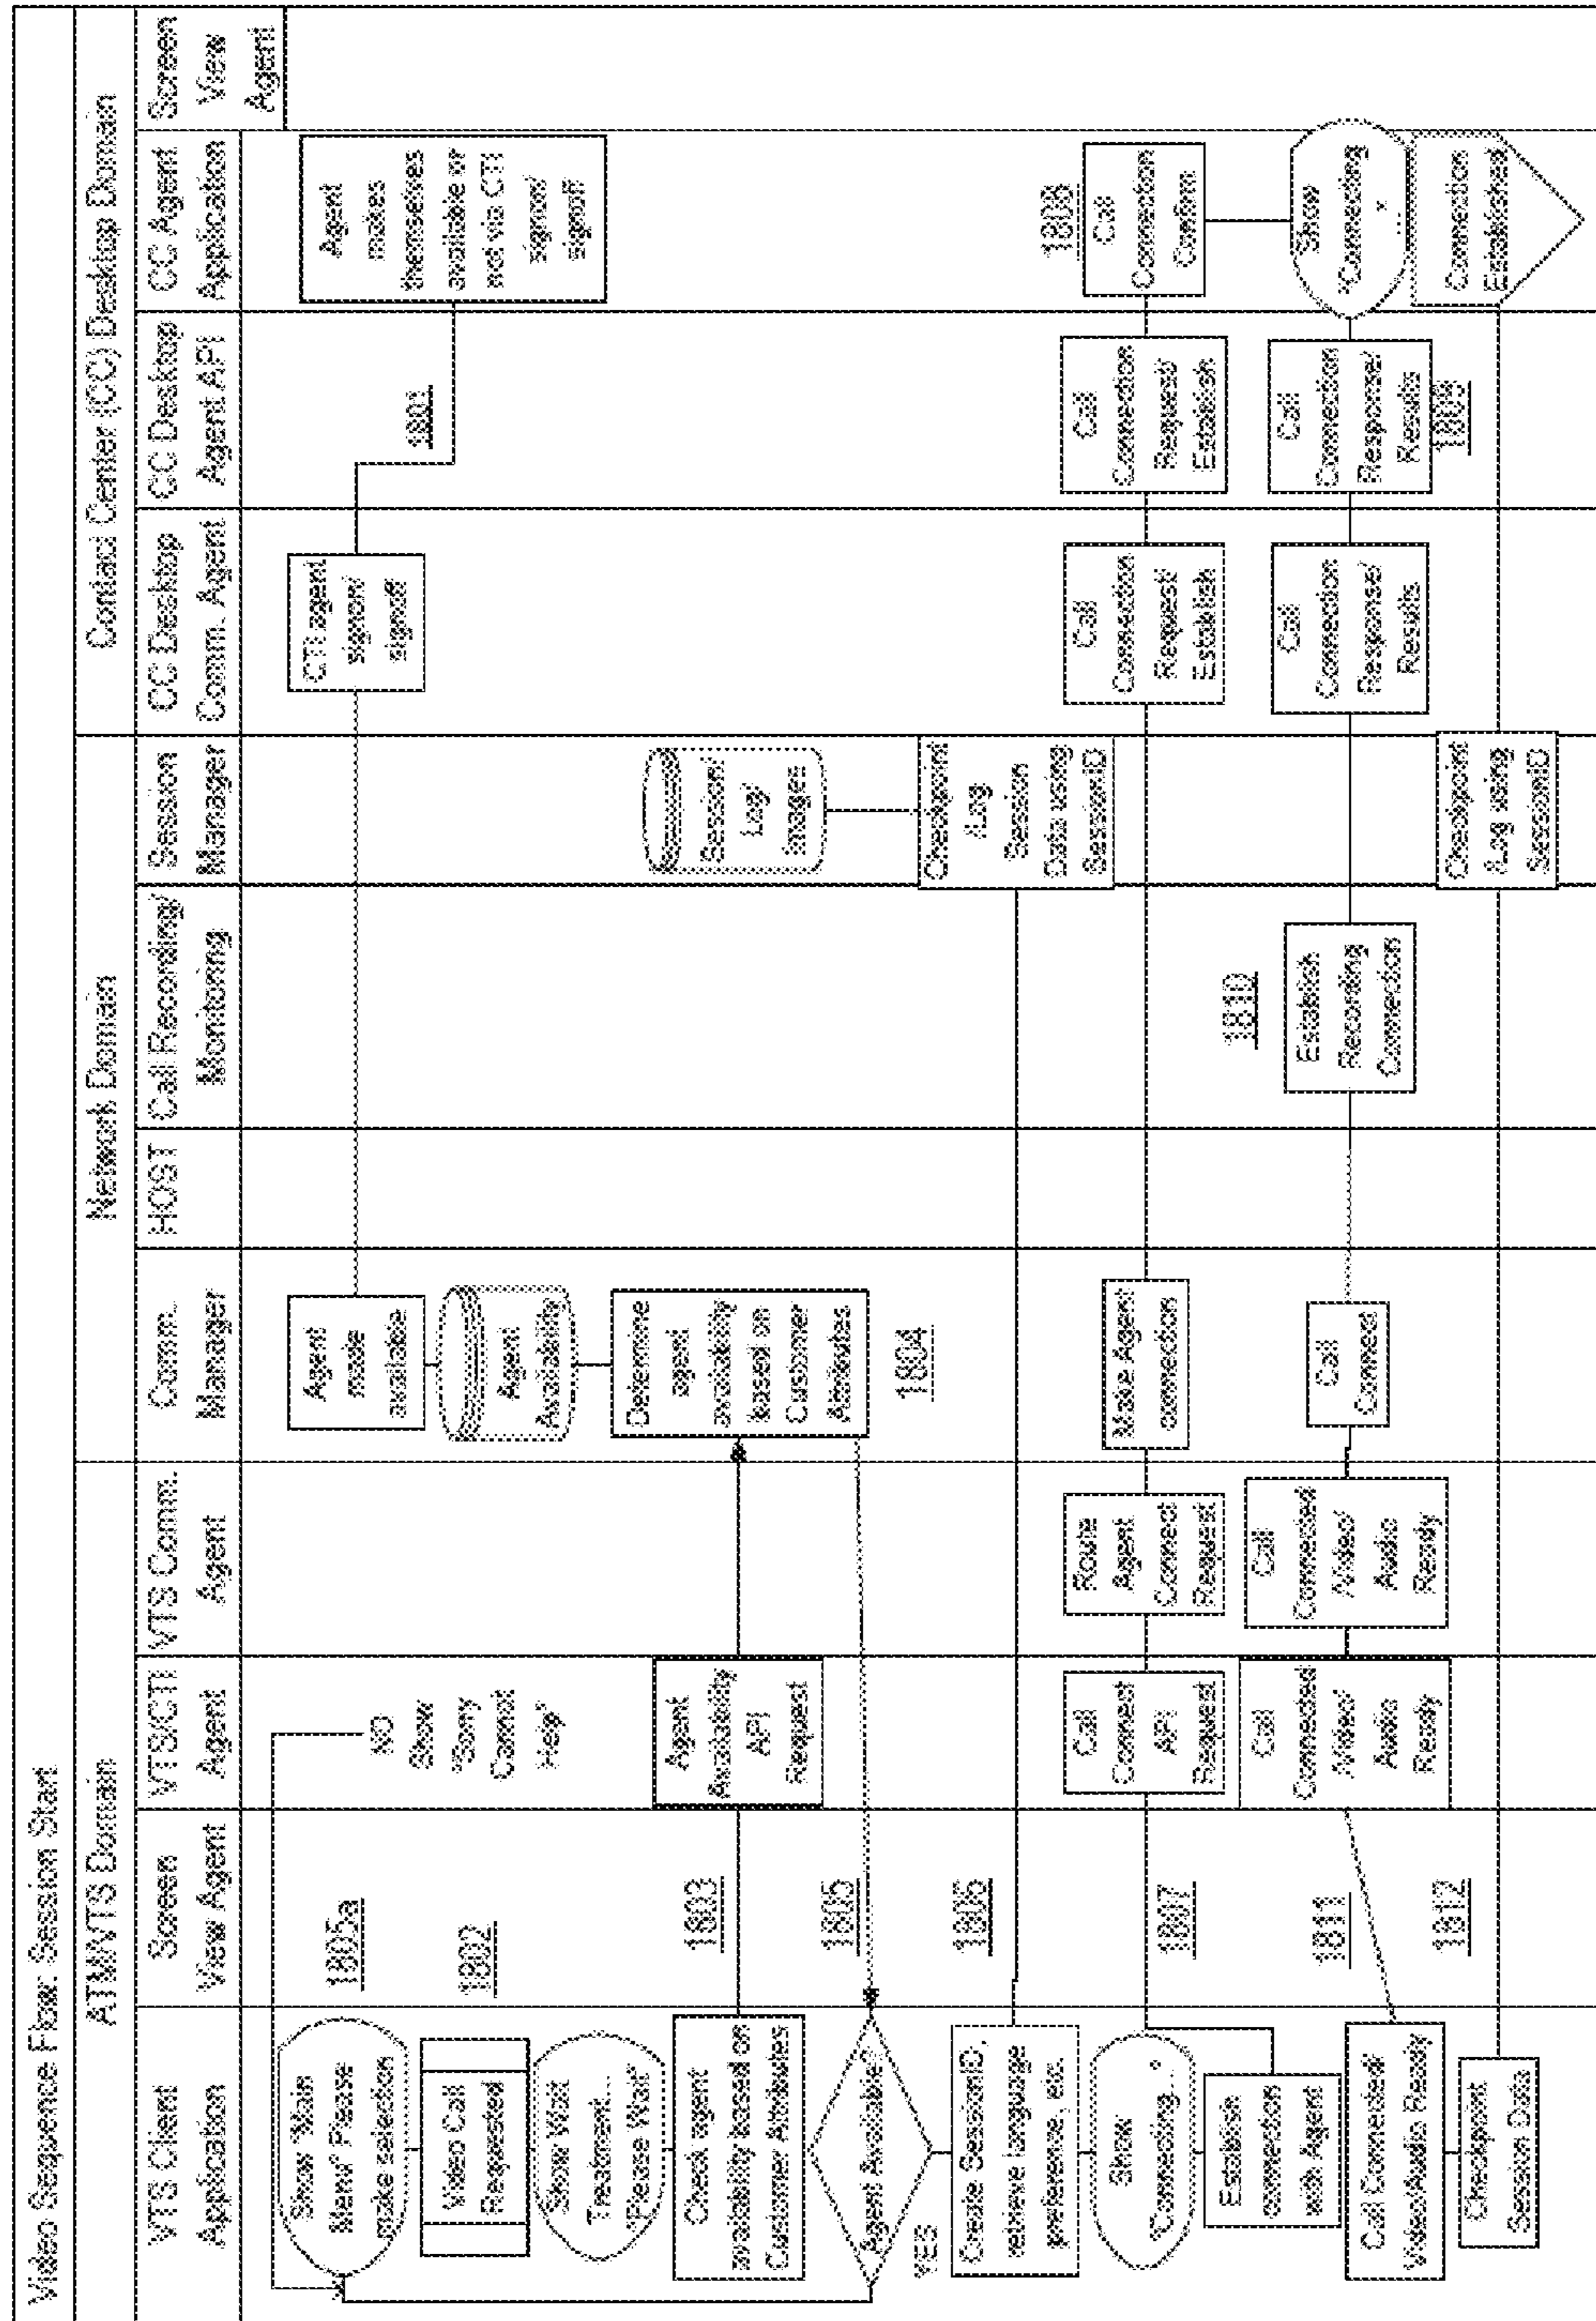 Video Sequence Flow: Session Start
ATM/VTS Domain
Network Domain
Contact Center (CC) Desktop Domain
VTS Client
Application
Screen
View Agent
VTS/CTI
Agent
VTS Comm.
Agent
Comm.
Manager
HOST
Call Recording/
Monitoring
Session
Manager
CC Desktop
Comm. Agent
CC Desktop
Agent API
CC Agent
Application
Screen
View
Agent
Show 'Main
Menu' Please
make selection
1805a
NO
Show
"Sorry
Cannot
Help"
Agent
made
available
CTI agent
signon/
signoff
1801
Agent
makes
themselves
available or
not via CTI
signon/
signoff
Video Call
Requested
1802
Agent
Availability
Show Wait
Treatment...
"Please Wait"
Check agent
availability based on
Customer Attributes
1803
Agent
Availability
API
Request
Determine
agent
availability
based on
Customer
Attributes
1804
Session/
Log/
Images
Agent Available?
1805
YES
Create SessionID,
retrieve language
preference, etc.
1806
Checkpoint
/Log
Session
Data using
SessionID
Show
"Connecting..."
Establish
connection
with Agent
1807
Call
Connect
API
Request
Route
Agent
Connect
Request
Make Agent
connection
Call
Connection
Request/
Establish
Call
Connection
Request/
Establish
1808
Call
Connection
Confirm
Call Connected/
Video/Audio Ready
1811
Call
Connected
/Video/
Audio
Ready
Call
Connected
/Video/
Audio
Ready
Call
Connect
1810
Establish
Recording
Connection
Call
Connection
Response/
Results
Call
Connection
Response/
Results
1809
Show
"Connecting
..."
Checkpoint
Session Data
1812
Checkpoint
/Log using
SessionID
Connection
Established